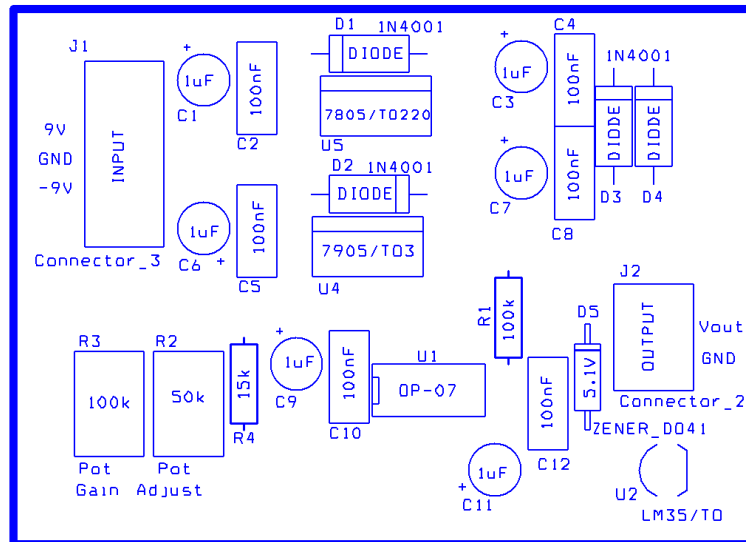 J1
9V
GND
-9V
INPUT
Connector_3
+
1uF
C1
100nF
C2
D1 1N4001
DIODE
7805/TO220
U5
D2 1N4001
DIODE
7905/TO3
U4
1uF
C6 +
100nF
C5
+
1uF
C3
C4
100nF
1N4001
DIODE
DIODE
D3 D4
+
1uF
C7
100nF
C8
R3
100k
Pot
Gain
R2
50k
Pot
Adjust
15k
R4
+
1uF
C9
100nF
C10
U1
OP-07
R1
100k
100nF
C12
+
1uF
C11
D5
5.1V
ZENER_DO41
J2
OUTPUT
Vout
GND
Connector_2
U2
LM35/TO